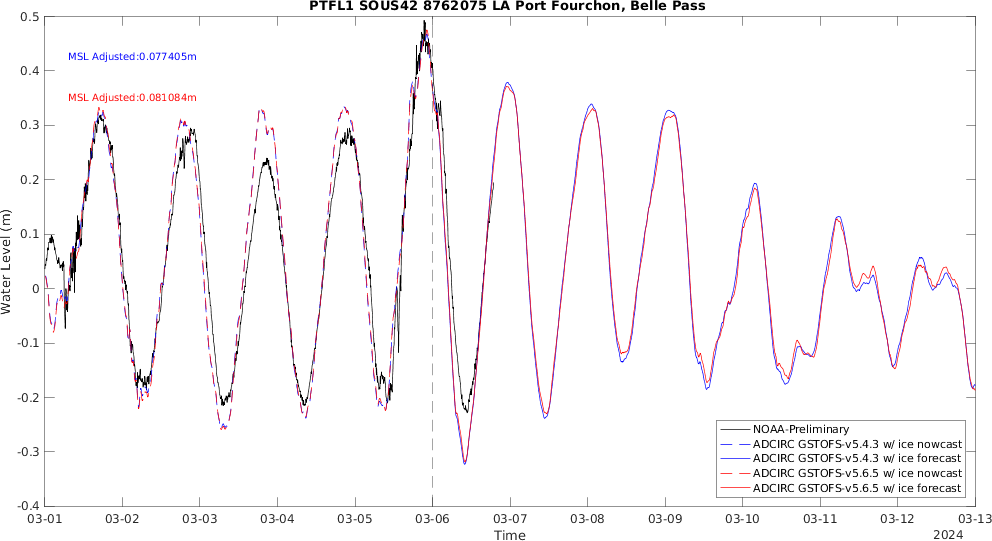 PTFL1 SOUS42 8762075 LA Port Fourchon, Belle Pass
MSL Adjusted:0.077405m
MSL Adjusted:0.081084m
Water Level (m)
0.5
0.4
0.3
0.2
0.1
0
-0.1
-0.2
-0.3
-0.4
NOAA-Preliminary
ADCIRC GSTOFS-v5.4.3 w/ ice nowcast
ADCIRC GSTOFS-v5.4.3 w/ ice forecast
ADCIRC GSTOFS-v5.6.5 w/ ice nowcast
ADCIRC GSTOFS-v5.6.5 w/ ice forecast
03-01 03-02 03-03 03-04 03-05 03-06 03-07 03-08 03-09 03-10 03-11 03-12 03-13
Time
2024